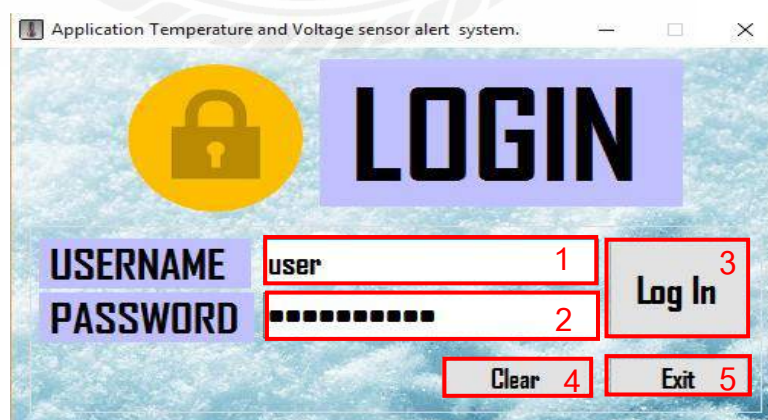 Application Temperature and Voltage sensor alert system.
LOGIN
USERNAME user 1
PASSWORD ●●●●●●●●●● 2
Log In 3
Clear 4
Exit 5